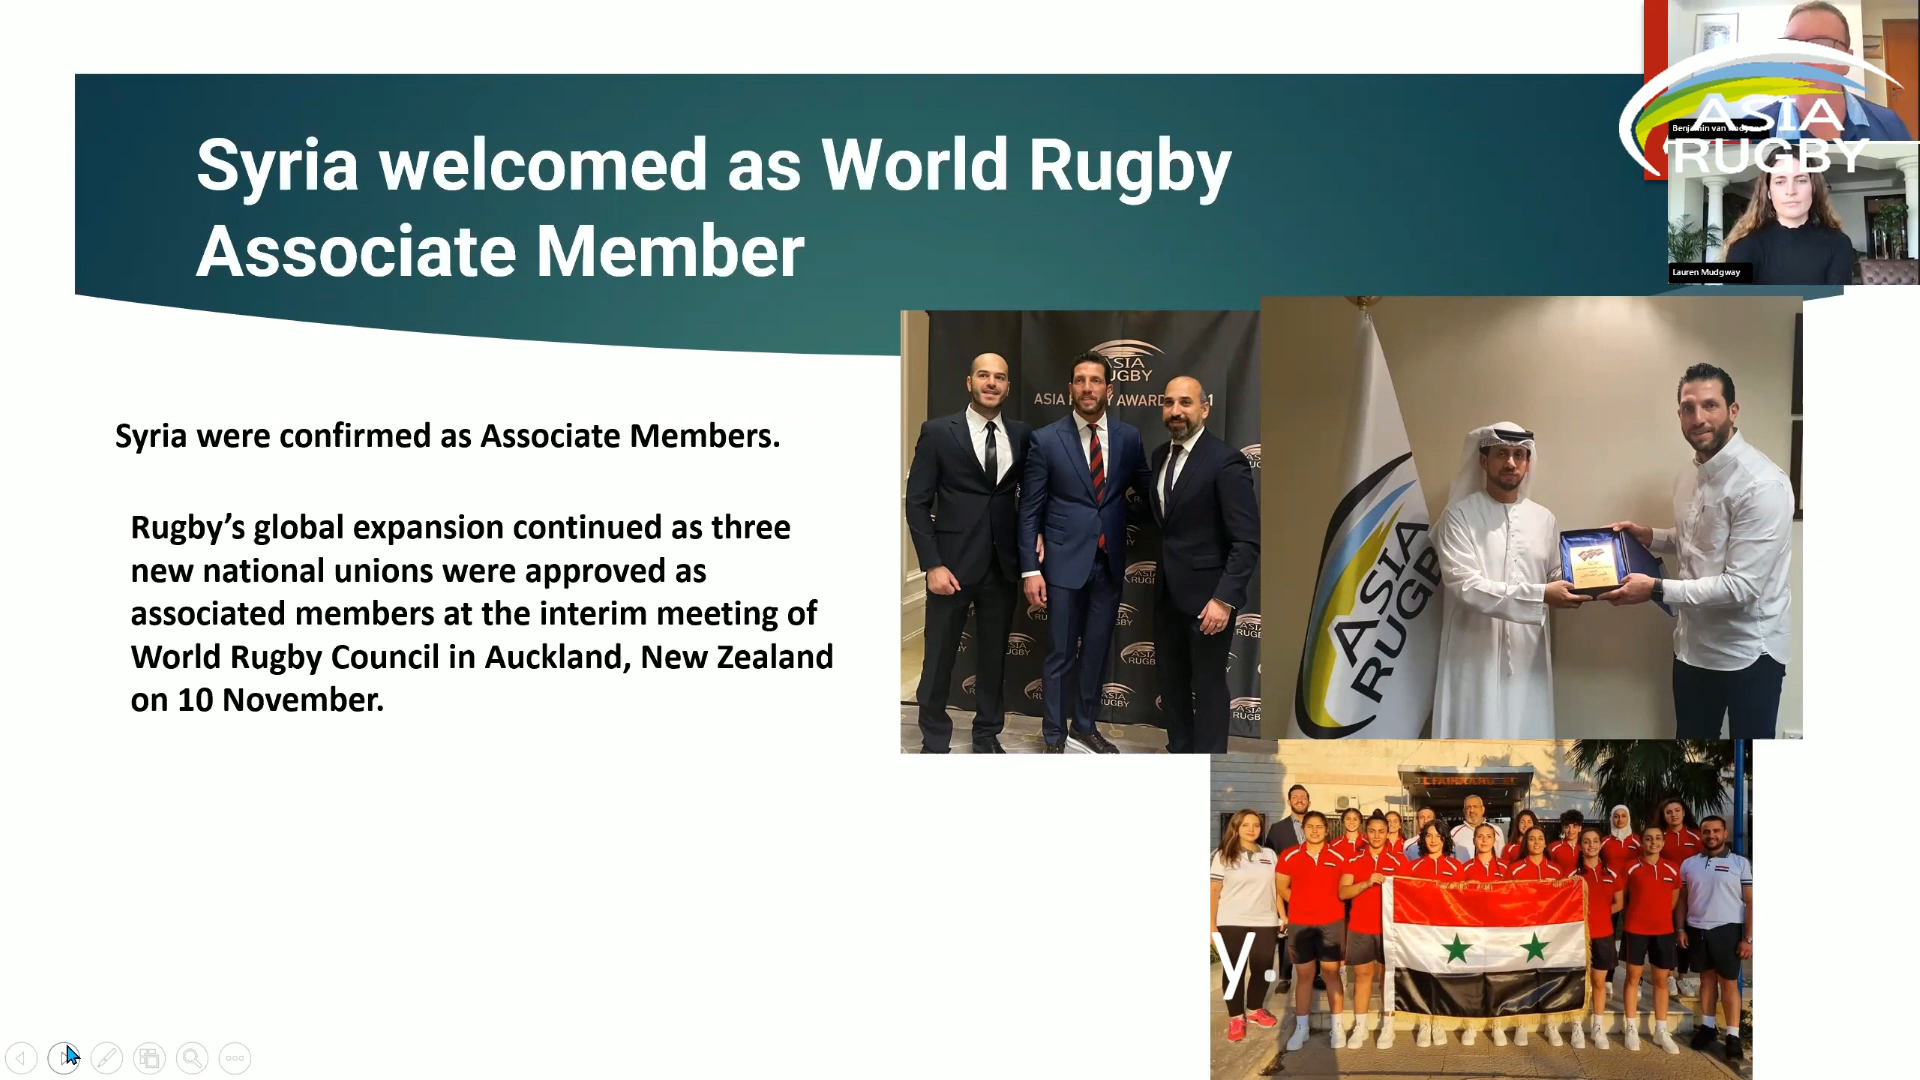 Syria welcomed as World Rugby
Associate Member
ASIA
RUGBY
Lauren Mudgway
Syria were confirmed as Associate Members.
Rugby’s global expansion continued as three
new national unions were approved as
associated members at the interim meeting of
World Rugby Council in Auckland, New Zealand
on 10 November.
ASIA
RUGBY
y.